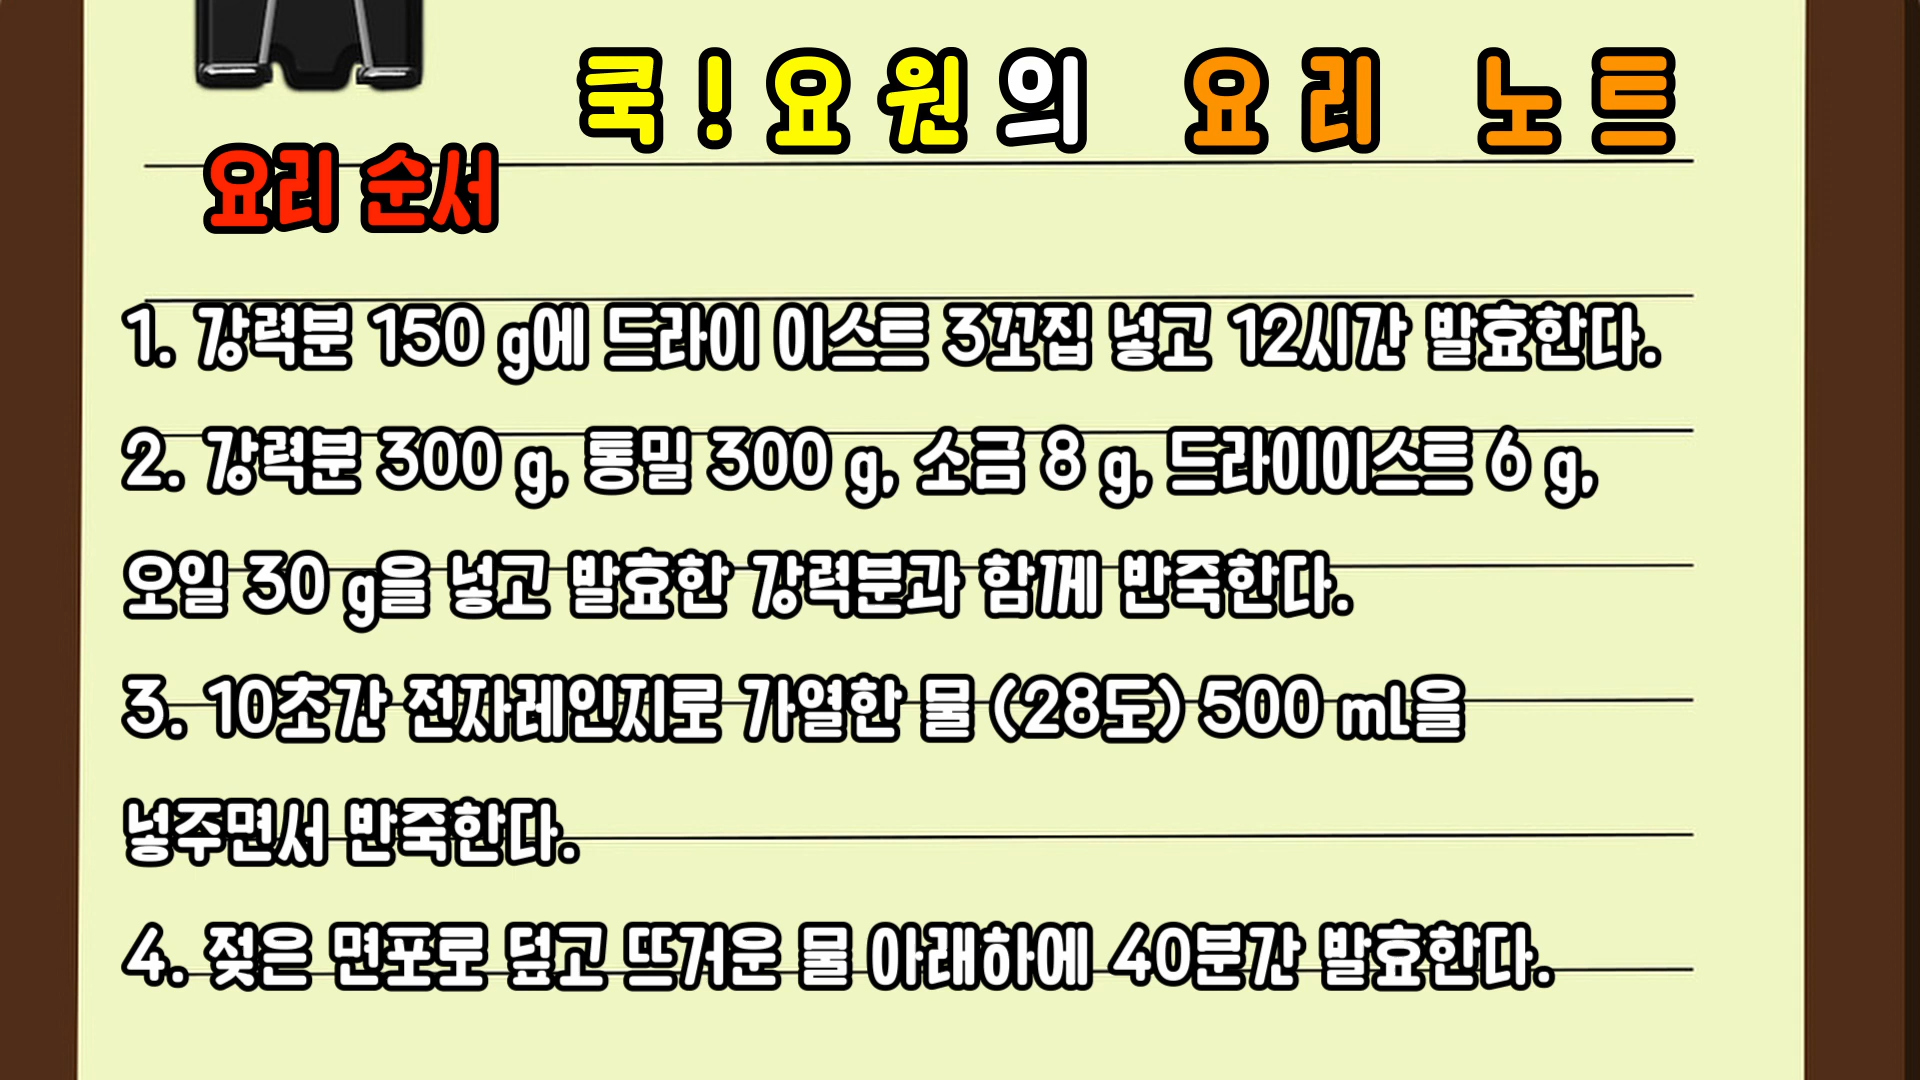 쿡!요원의 요리 노트
요리 순서
1. 강력분 150 g에 드라이 이스트 3꼬집 넣고 12시간 발효한다.
2. 강력분 300 g, 통밀 300 g, 소금 8 g, 드라이이스트 6 g,
오일 30 g을 넣고 발효한 강력분과 함께 반죽한다.
3. 10초간 전자레인지로 가열한 물 (28도) 500 mL을
넣주면서 반죽한다.
4. 젖은 면포로 덮고 뜨거운 물 아래하에 40분간 발효한다.